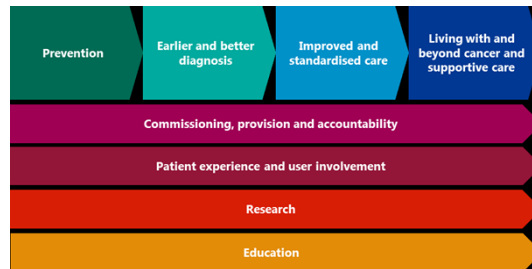 Prevention
Earlier and better
diagnosis
Improved and
standardised care
Living with and
beyond cancer and
supportive care
Commissioning, provision and accountability
Patient experience and user involvement
Research
Education